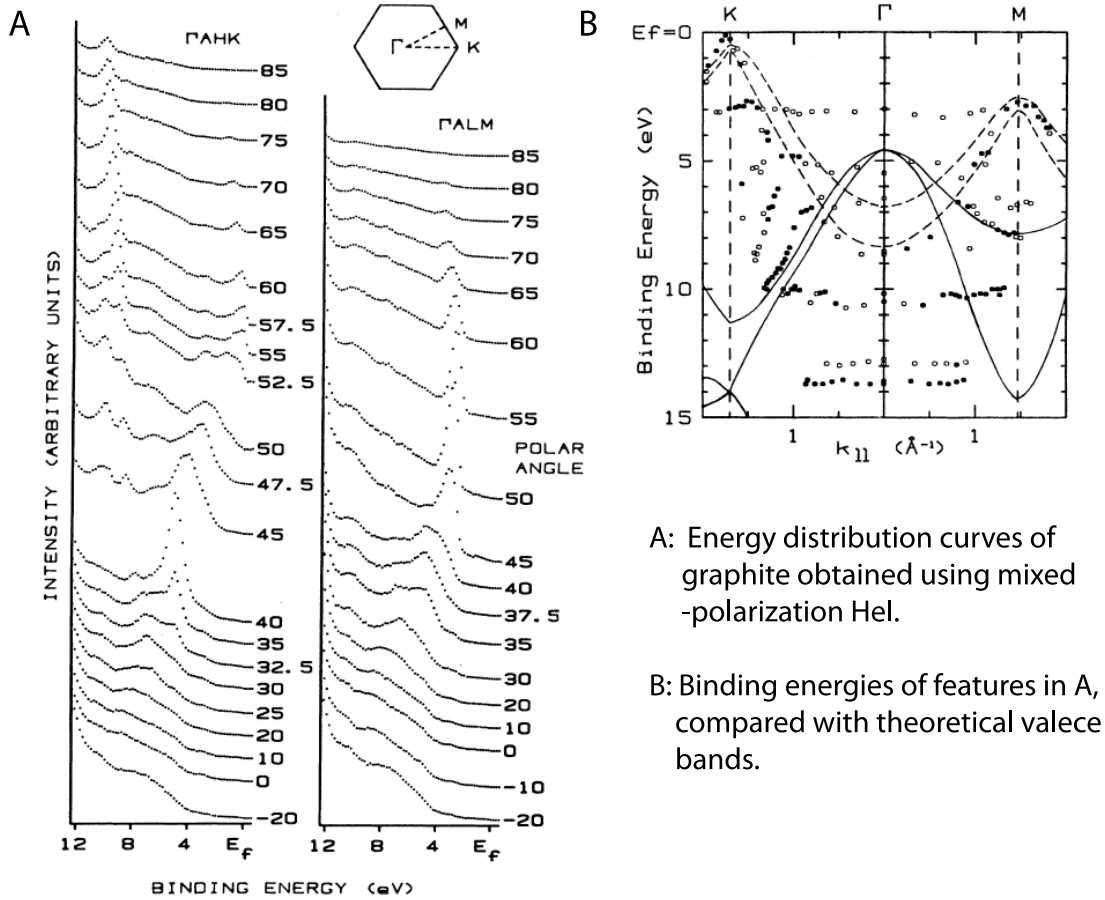 A
ΓAHK
M
Γ
K
ΓALM
85
80
75
70
65
60
57.5
55
52.5
50
47.5
45
40
35
32.5
30
25
20
10
0
-20
85
80
75
70
65
60
55
POLAR
ANGLE
50
45
40
37.5
35
30
20
10
0
-10
-20
INTENSITY (ARBITRARY UNITS)
12 8 4 Ef
12 8 4 Ef
BINDING ENERGY (eV)
B
K Γ M
Ef=0
5
10
15
Binding Energy (eV)
1 1
k11 (Å-1)
A: Energy distribution curves of
graphite obtained using mixed
-polarization HeI.
B: Binding energies of features in A,
compared with theoretical valece
bands.